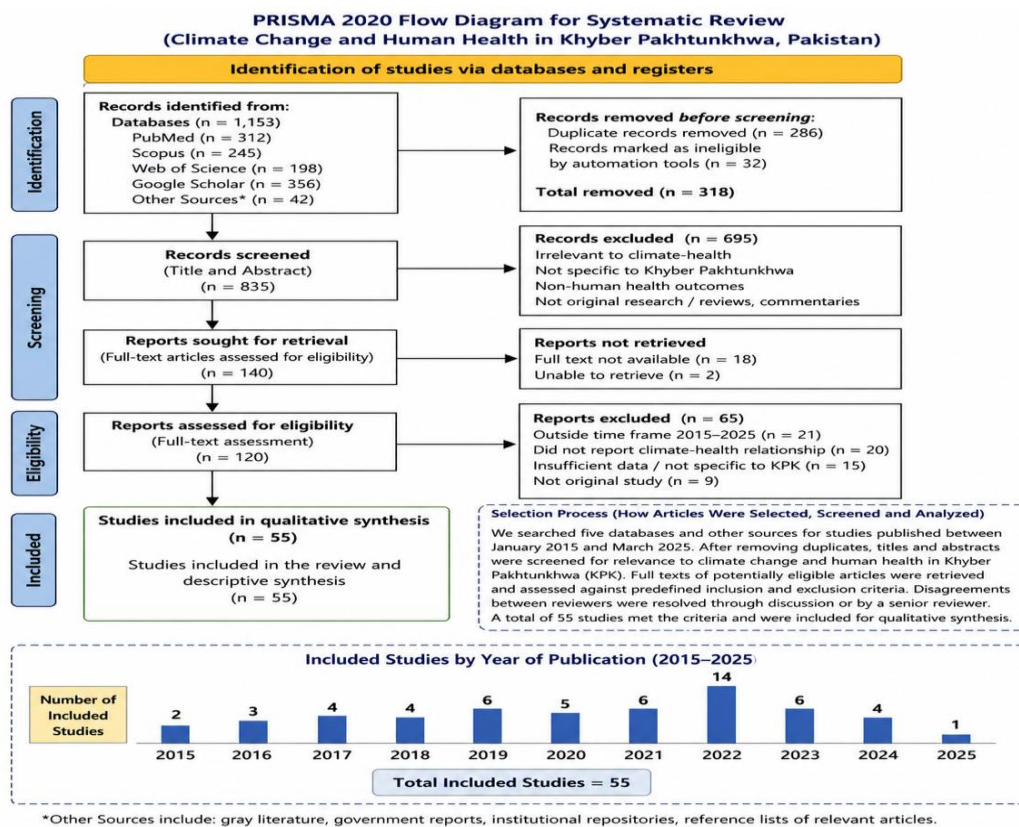 PRISMA 2020 Flow Diagram for Systematic Review
(Climate Change and Human Health in Khyber Pakhtunkhwa, Pakistan)
Identification of studies via databases and registers
Identification
Records identified from:
Databases (n = 1,153)
PubMed (n = 312)
Scopus (n = 245)
Web of Science (n = 198)
Google Scholar (n = 356)
Other Sources* (n = 42)
Records removed before screening:
Duplicate records removed (n = 286)
Records marked as ineligible
by automation tools (n = 32)
Total removed (n = 318)
Screening
Records screened
(Title and Abstract)
n = 835)
Records excluded (n = 695)
Irrelevant to climate-health
Not specific to Khyber Pakhtunkhwa
Non-human health outcomes
Not original research / reviews, commentaries
Reports sought for retrieval
(Full-text articles assessed for eligibility)
n = 140)
Reports not retrieved
Full text not available (n = 18)
Unable to retrieve (n = 2)
Eligibility
Reports assessed for eligibility
(Full-text assessment)
n = 120)
Reports excluded (n = 65)
Outside time frame 2015–2025 (n = 21)
Did not report climate-health relationship (n = 20)
Insufficient data / not specific to KPK (n = 15)
Not original study (n = 9)
Included
Studies included in qualitative synthesis
(n = 55)
Studies included in the review and
descriptive synthesis
(n = 55)
Selection Process (How Articles Were Selected, Screened and Analyzed)
We searched five databases and other sources for studies published between
January 2015 and March 2025. After removing duplicates, titles and abstracts
were screened for relevance to climate change and human health in Khyber
Pakhtunkhwa (KPK). Full texts of potentially eligible articles were retrieved
and assessed against predefined inclusion and exclusion criteria. Disagreements
between reviewers were resolved through discussion or by a senior reviewer.
A total of 55 studies met the criteria and were included for qualitative synthesis.
Included Studies by Year of Publication (2015–2025)
Number of
Included
Studies
2 3 4 4 6 5 6 14 6 4 1
2015 2016 2017 2018 2019 2020 2021 2022 2023 2024 2025
Total Included Studies = 55
*Other Sources include: gray literature, government reports, institutional repositories, reference lists of relevant articles.